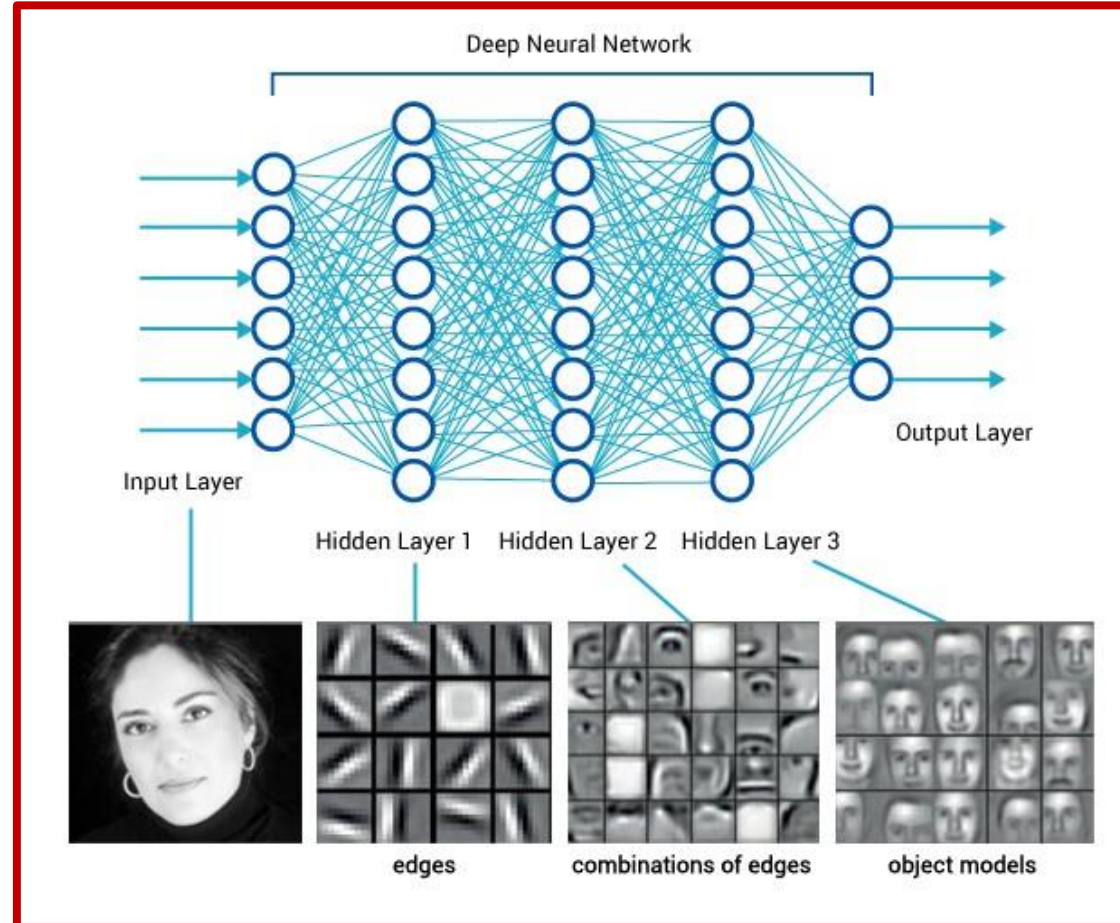 Deep Neural Network
Output Layer
Input Layer
Hidden Layer 1 Hidden Layer 2 Hidden Layer 3
edges
combinations of edges
object models